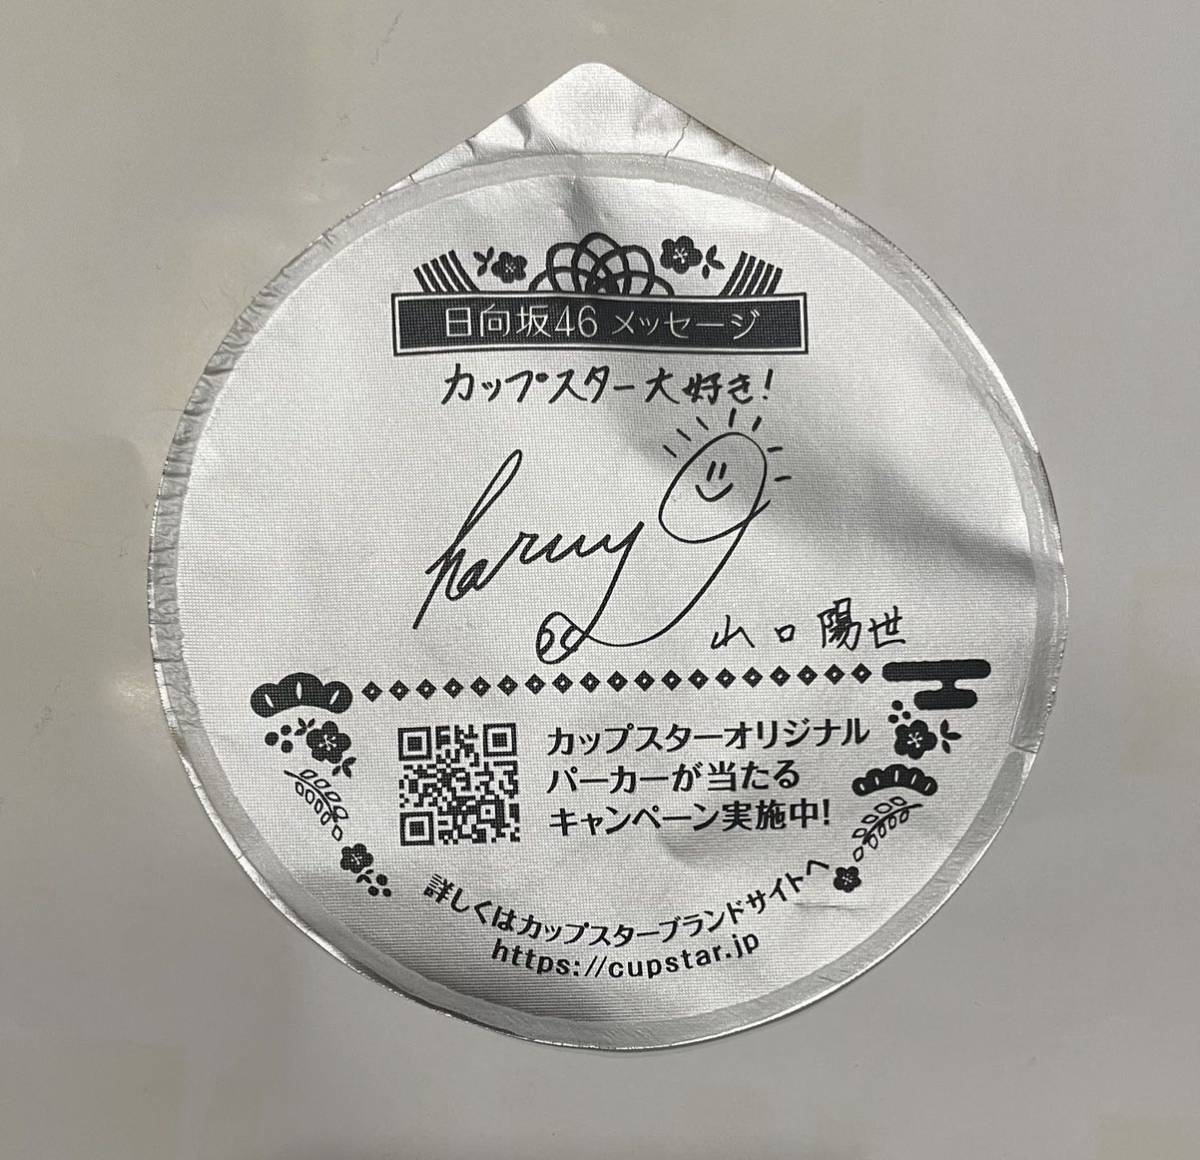 日向坂46 メッセージ
カップスター大好き!
haruyo
山口陽世
カップスターオリジナル
パーカーが当たる
キャンペーン実施中!
詳しくはカップスターブランドサイトへ
https://cupstar.jp